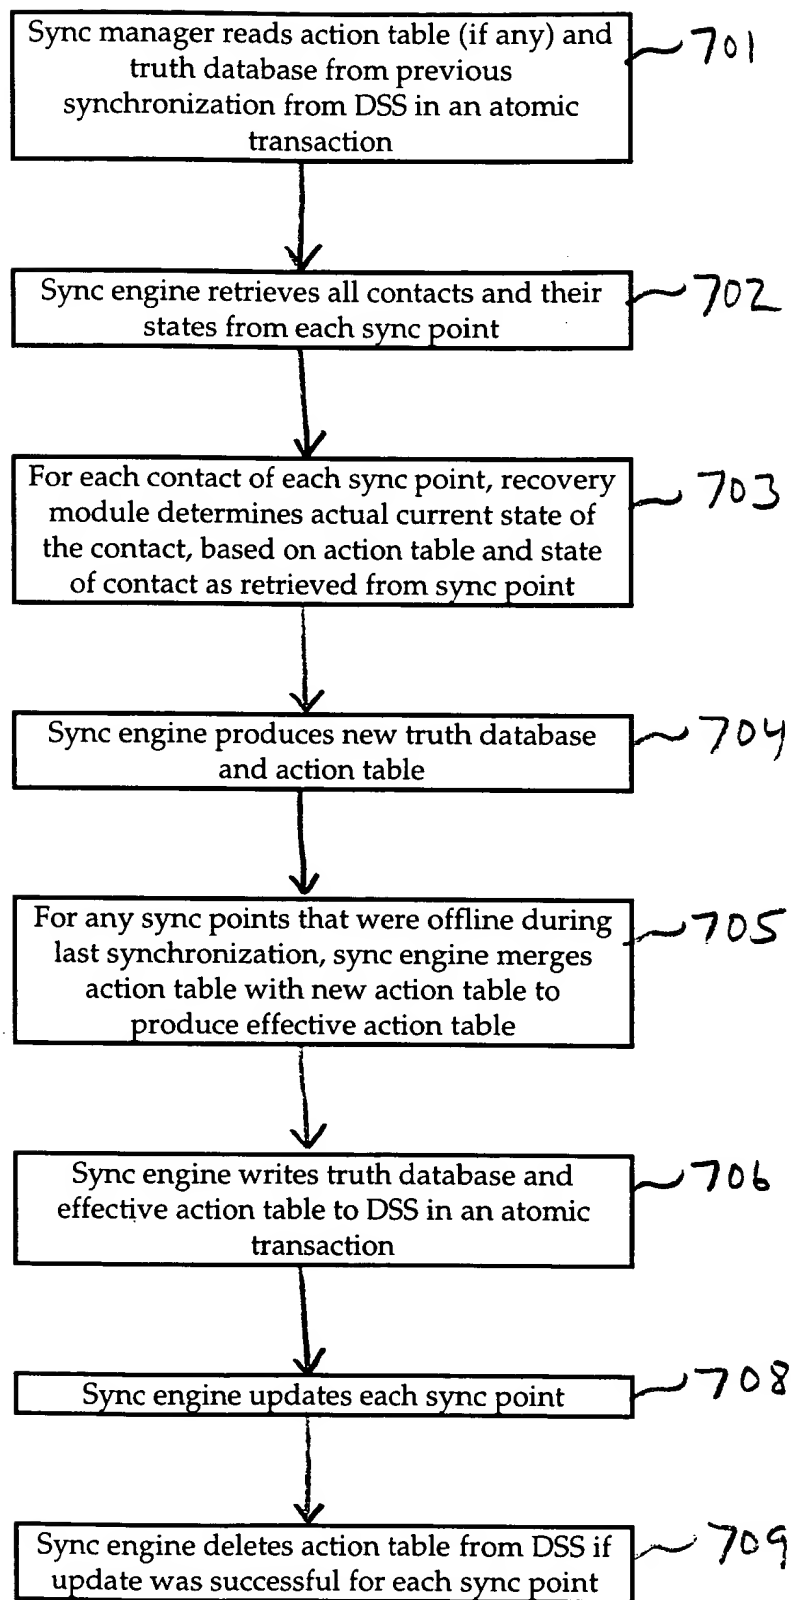 Sync manager reads action table (if any) and
truth database from previous
synchronization from DSS in an atomic
transaction
701
Sync engine retrieves all contacts and their
states from each sync point
702
For each contact of each sync point, recovery
module determines actual current state of
the contact, based on action table and state
of contact as retrieved from sync point
703
Sync engine produces new truth database
and action table
704
For any sync points that were offline during
last synchronization, sync engine merges
action table with new action table to
produce effective action table
705
Sync engine writes truth database and
effective action table to DSS in an atomic
transaction
706
Sync engine updates each sync point
708
Sync engine deletes action table from DSS if
update was successful for each sync point
709